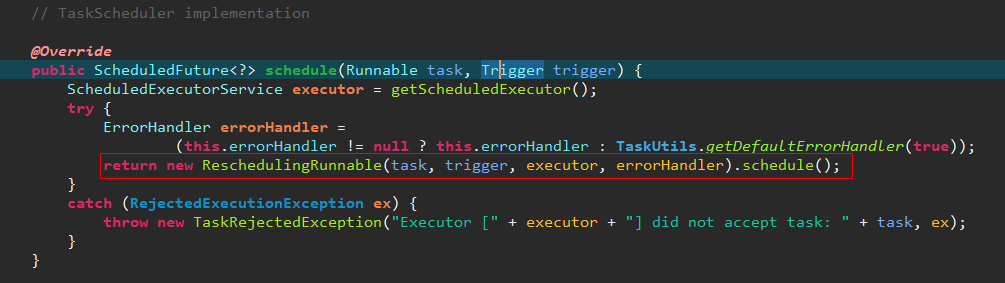 // TaskScheduler implementation
@Override
public ScheduledFuture<?> schedule(Runnable task, Trigger trigger) {
ScheduledExecutorService executor = getScheduledExecutor();
try {
ErrorHandler errorHandler =
(this.errorHandler != null ? this.errorHandler : TaskUtils.getDefaultErrorHandler(true));
return new ReschedulingRunnable(task, trigger, executor, errorHandler).schedule();
}
catch (RejectedExecutionException ex) {
throw new TaskRejectedException("Executor [" + executor + "] did not accept task: " + task, ex);
}
}